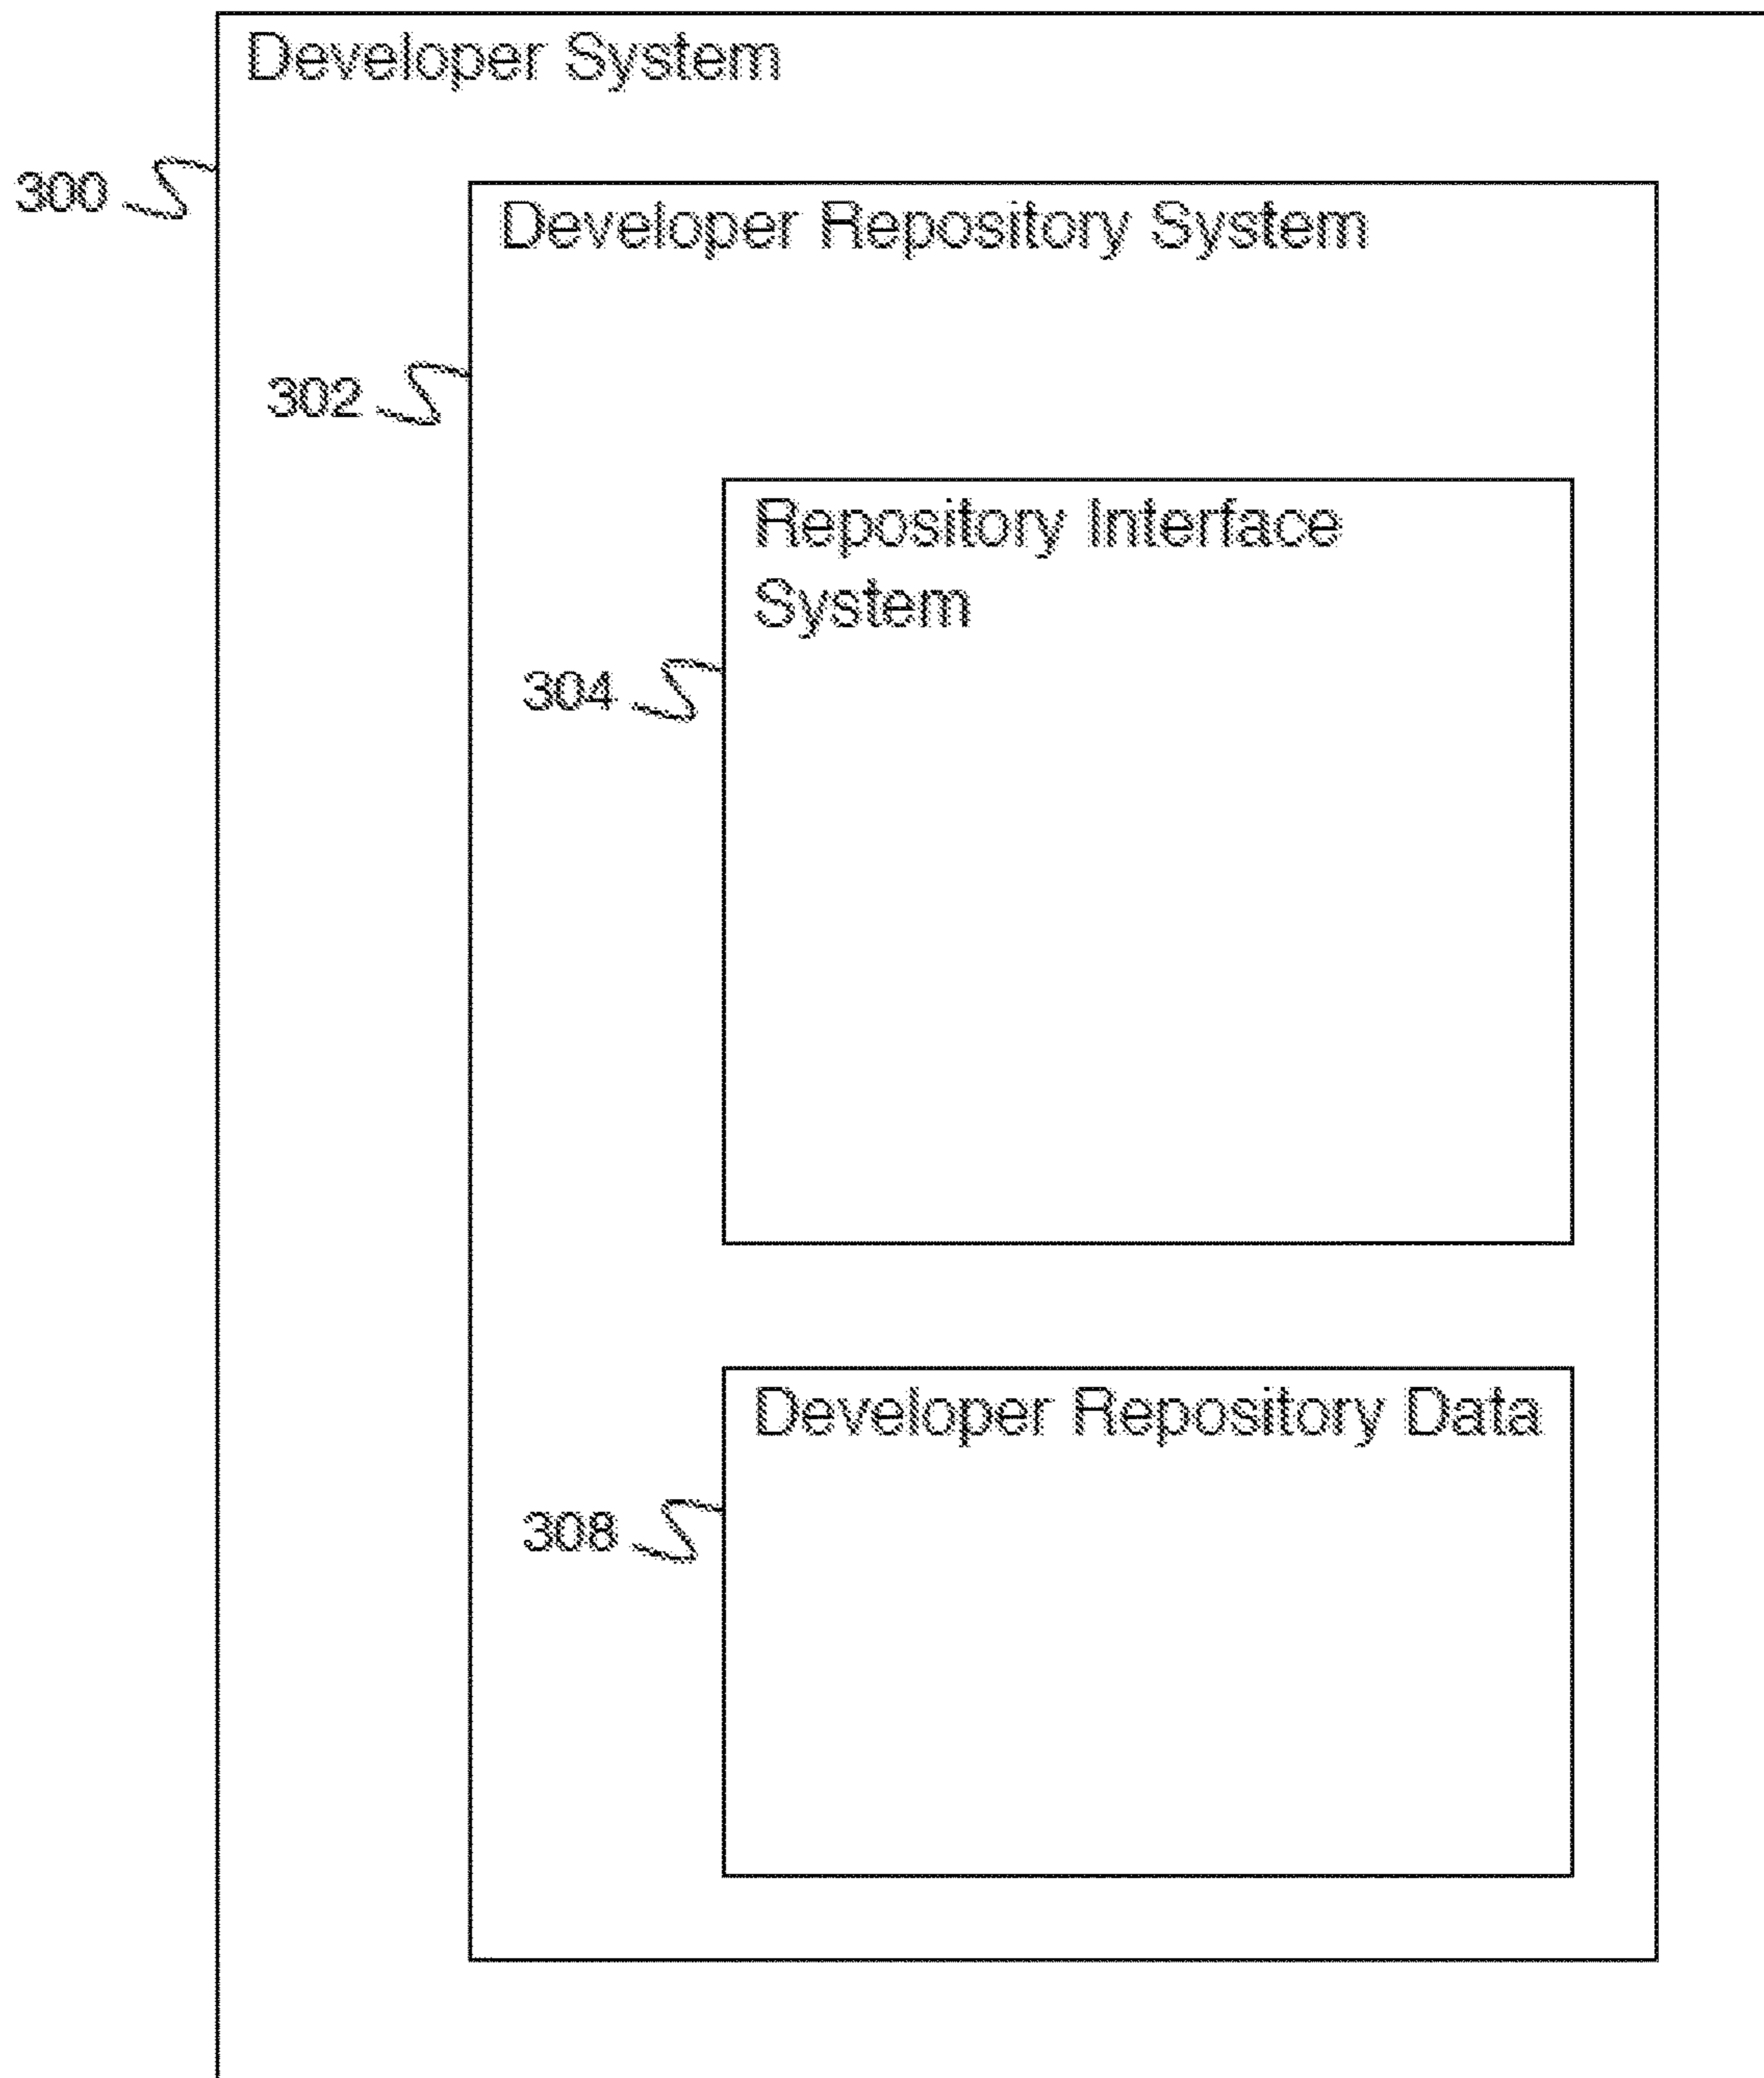 Developer System
300
Developer Repository System
302
Repository Interface
System
304
Developer Repository Data
308